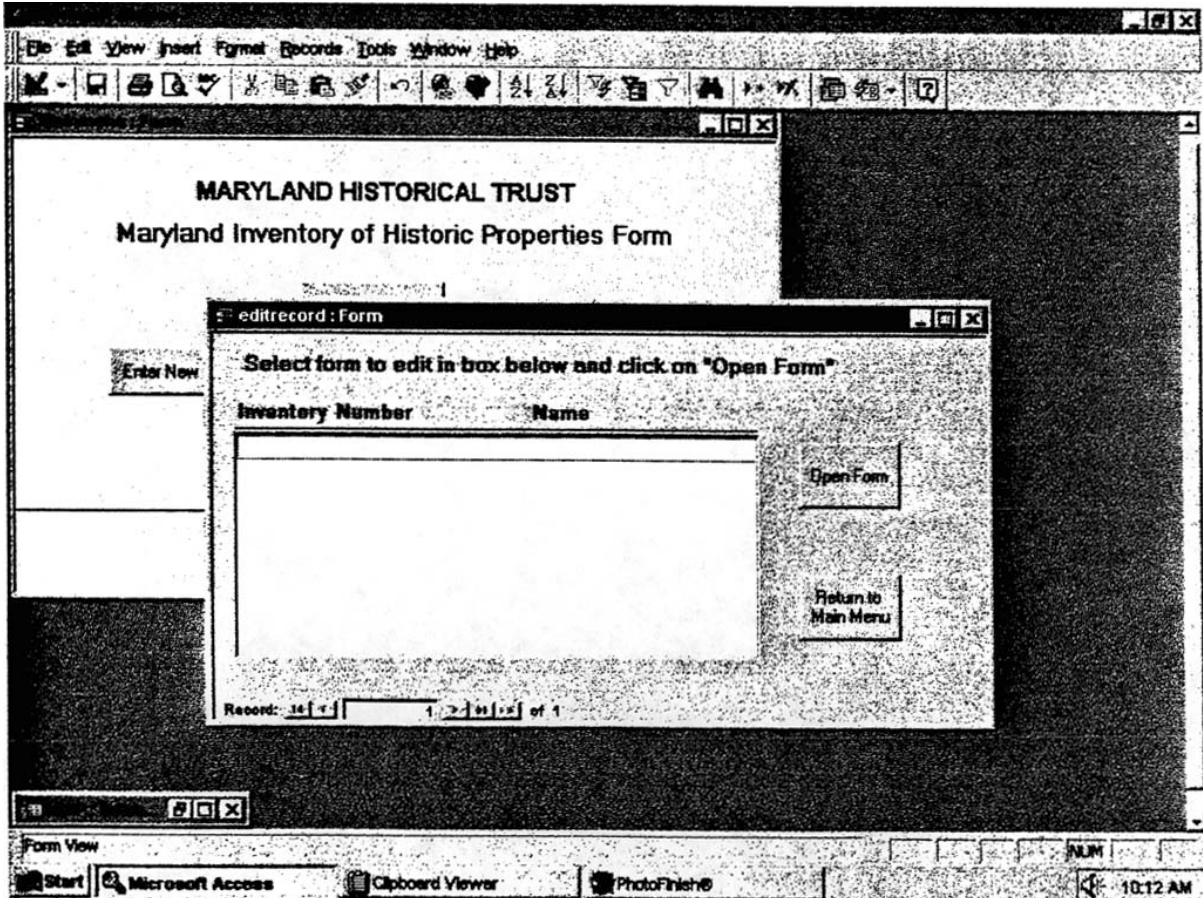 File Edit View Insert Format Records Tools Window Help
MARYLAND HISTORICAL TRUST
Maryland Inventory of Historic Properties Form
editrecord : Form
Select form to edit in box below and click on "Open Form"
Enter New
Inventory Number Name
Open Form
Return to
Main Menu
Record: 1 of 1
Form View NUM
Start Microsoft Access Clipboard Viewer PhotoFinish® 10:12 AM